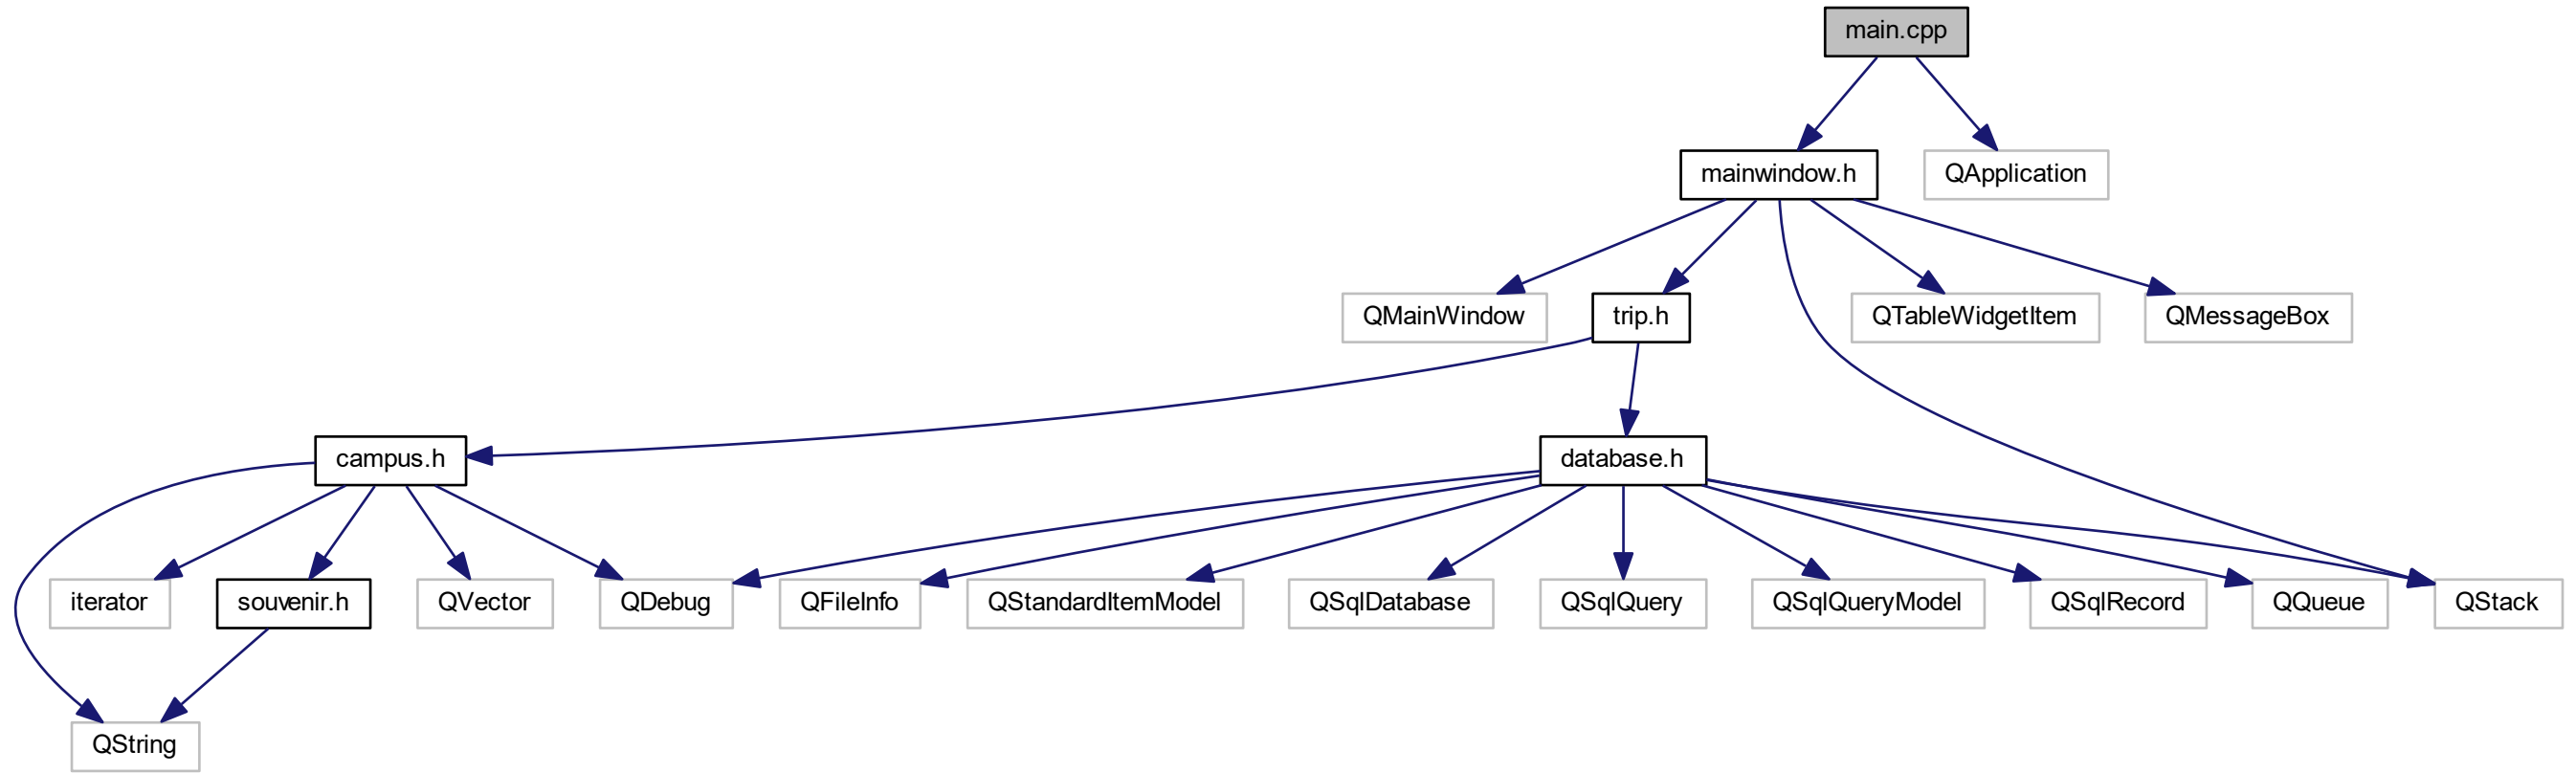 main.cpp
mainwindow.h
QApplication
QMainWindow
trip.h
QTableWidgetItem
QMessageBox
campus.h
database.h
iterator
souvenir.h
QVector
QDebug
QFileInfo
QStandardItemModel
QSqlDatabase
QSqlQuery
QSqlQueryModel
QSqlRecord
QQueue
QStack
QString